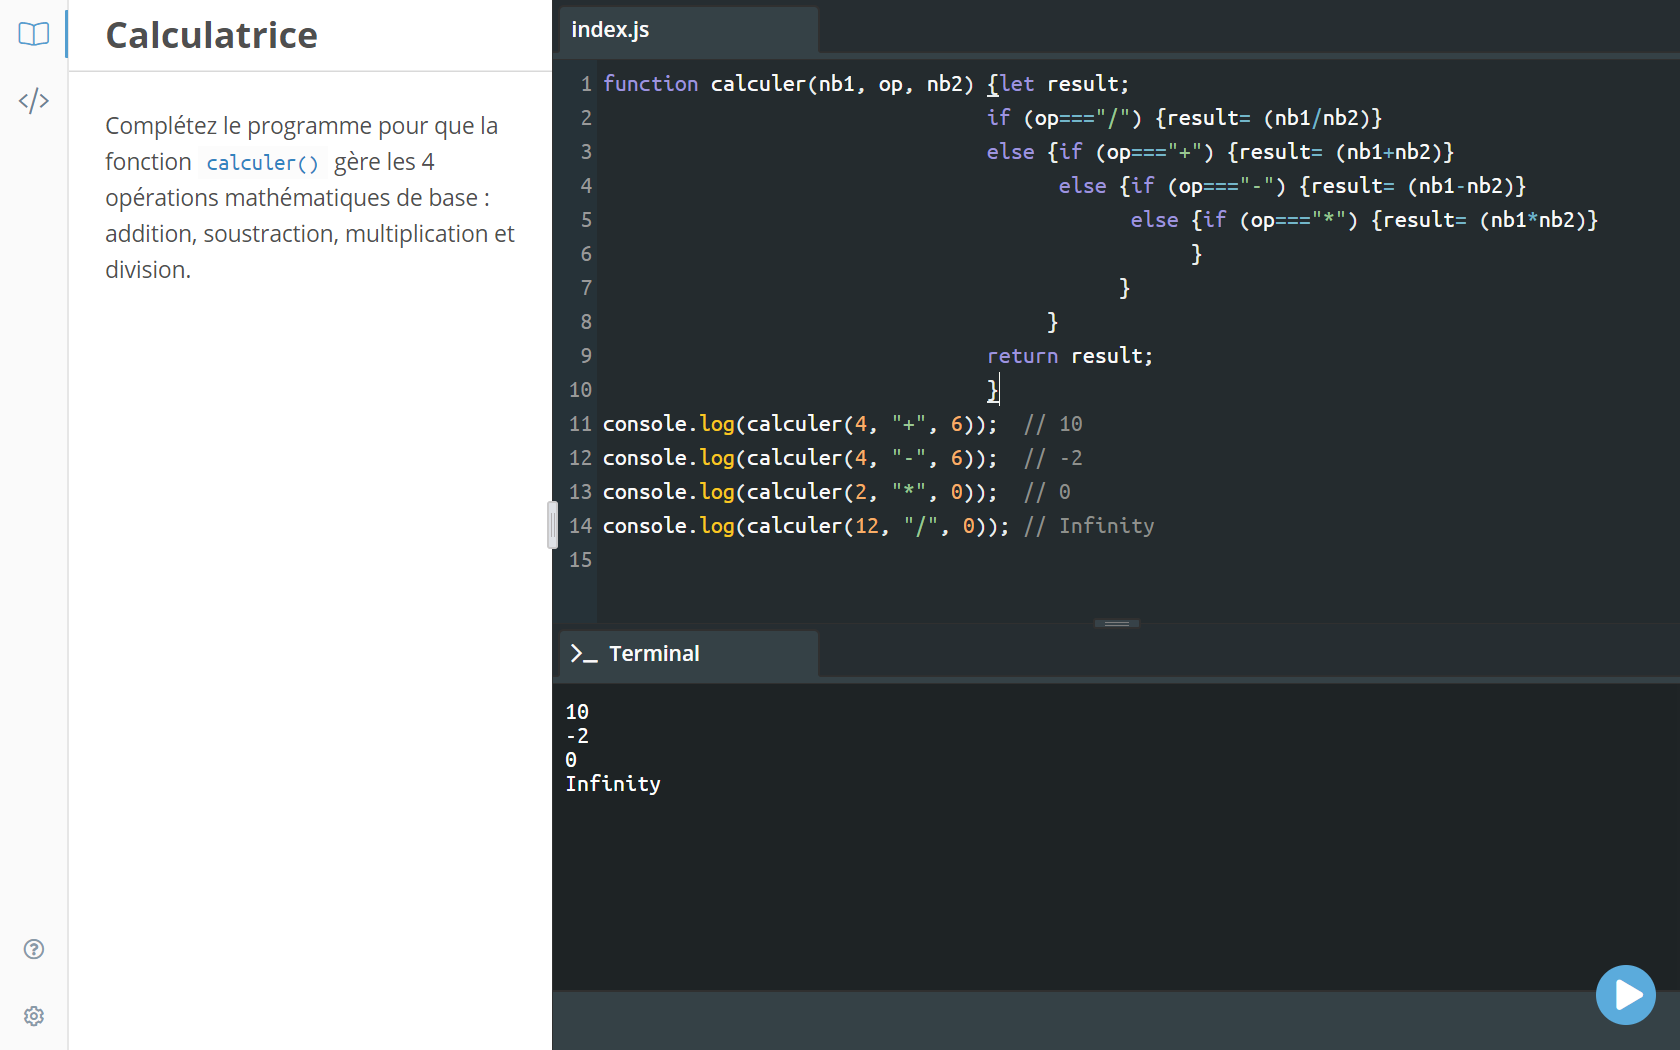 Calculatrice
Complétez le programme pour que la
fonction calculer() gère les 4
opérations mathématiques de base :
addition, soustraction, multiplication et
division.
index.js
1 function calculer(nb1, op, nb2) {let result;
2 if (op==="/") {result= (nb1/nb2)}
3 else {if (op==="+") {result= (nb1+nb2)}
4 else {if (op==="-") {result= (nb1-nb2)}
5 else {if (op==="*") {result= (nb1*nb2)}
6 }
7 }
8 }
9 return result;
10 }
11 console.log(calculer(4, "+", 6));  // 10
12 console.log(calculer(4, "-", 6));  // -2
13 console.log(calculer(2, "*", 0));  // 0
14 console.log(calculer(12, "/", 0)); // Infinity
15
>_ Terminal
10
-2
0
Infinity